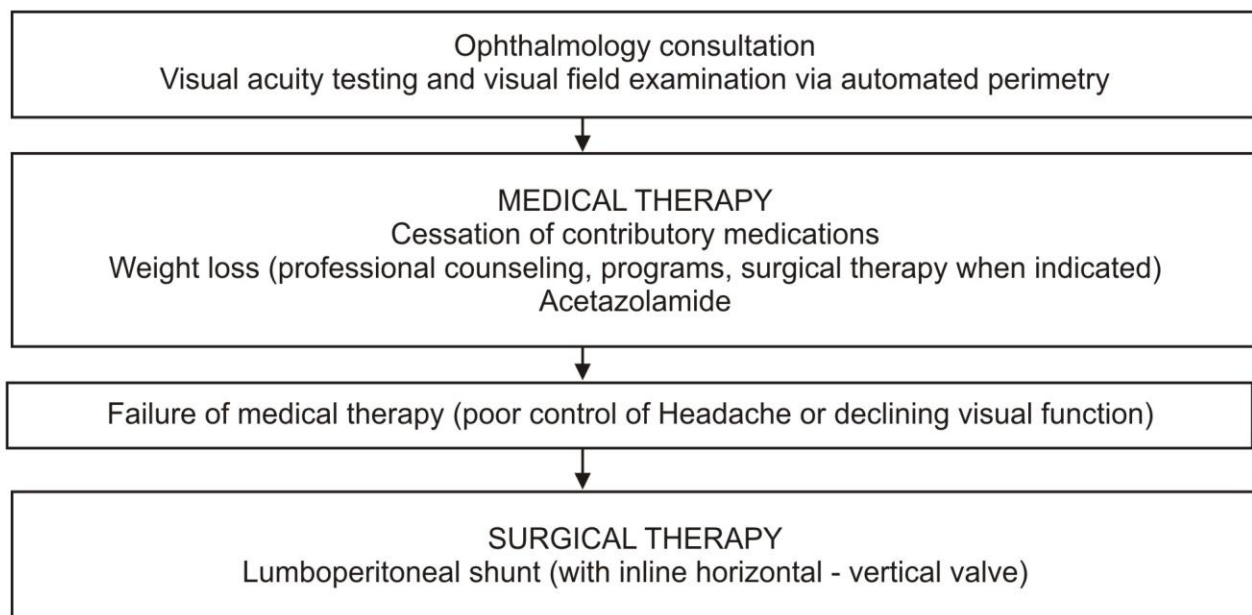 Ophthalmology consultation
Visual acuity testing and visual field examination via automated perimetry
MEDICAL THERAPY
Cessation of contributory medications
Weight loss (professional counseling, programs, surgical therapy when indicated)
Acetazolamide
Failure of medical therapy (poor control of Headache or declining visual function)
SURGICAL THERAPY
Lumboperitoneal shunt (with inline horizontal - vertical valve)